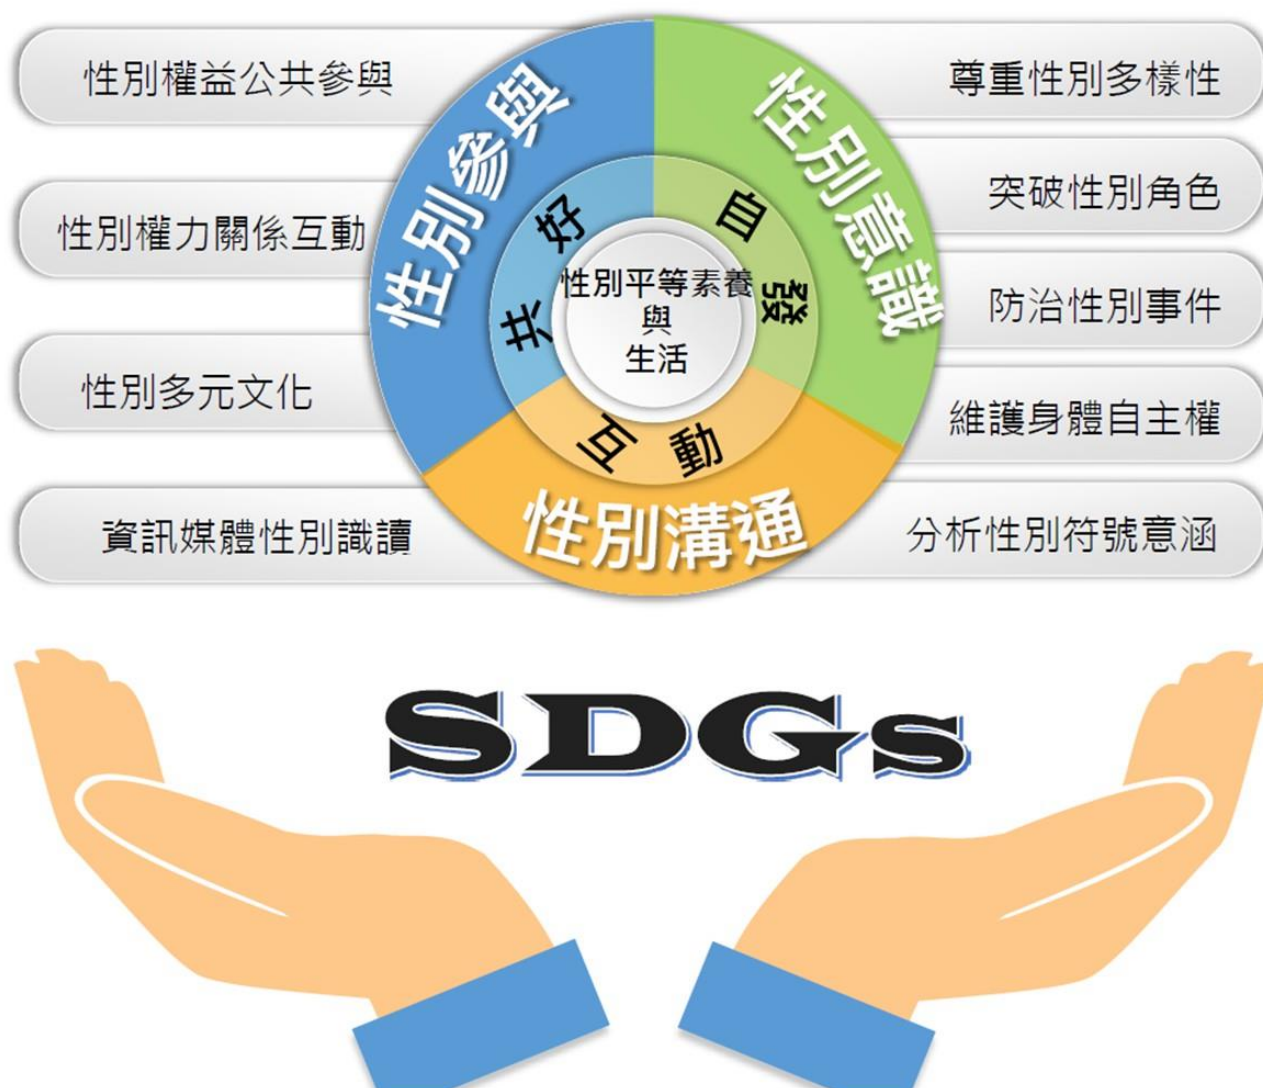 性別權益公共參與
性別權力關係互動
性別多元文化
資訊媒體性別識讀
性別參與
性別意識
性別溝通
共好
自發
互動
性別平等素養
與
生活
尊重性別多樣性
突破性別角色
防治性別事件
維護身體自主權
分析性別符號意涵
SDGs